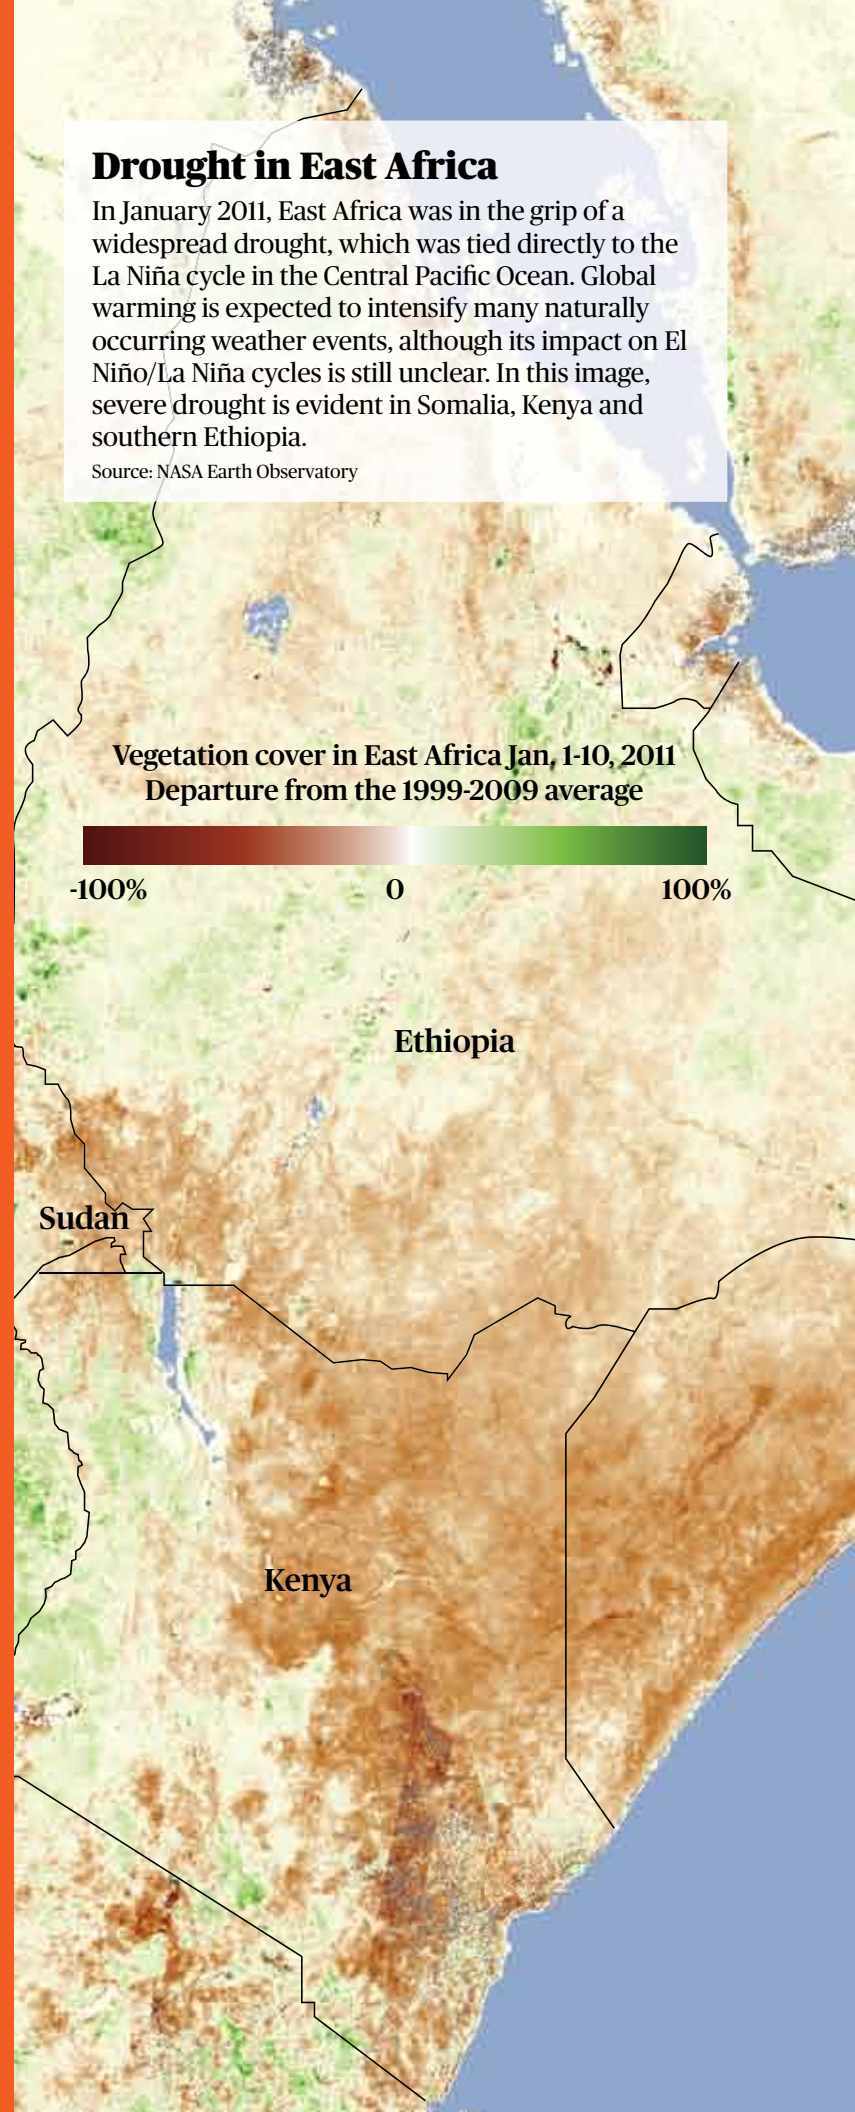 Drought in East Africa
In January 2011, East Africa was in the grip of a
widespread drought, which was tied directly to the
La Niña cycle in the Central Pacific Ocean. Global
warming is expected to intensify many naturally
occurring weather events, although its impact on El
Niño/La Niña cycles is still unclear. In this image,
severe drought is evident in Somalia, Kenya and
southern Ethiopia.
Source: NASA Earth Observatory
Vegetation cover in East Africa Jan. 1-10, 2011
Departure from the 1999-2009 average
-100% 0 100%
Ethiopia
Sudan
Kenya